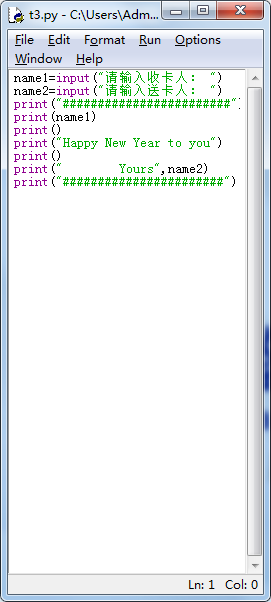 t3.py - C:\Users\Adm...
File Edit Format Run Options
Window Help
name1=input("请输入收卡人： ")
name2=input("请输入送卡人： ")
print("########################")
print(name1)
print()
print("Happy New Year to you")
print()
print("        Yours",name2)
print("#######################")
Ln: 1 Col: 0